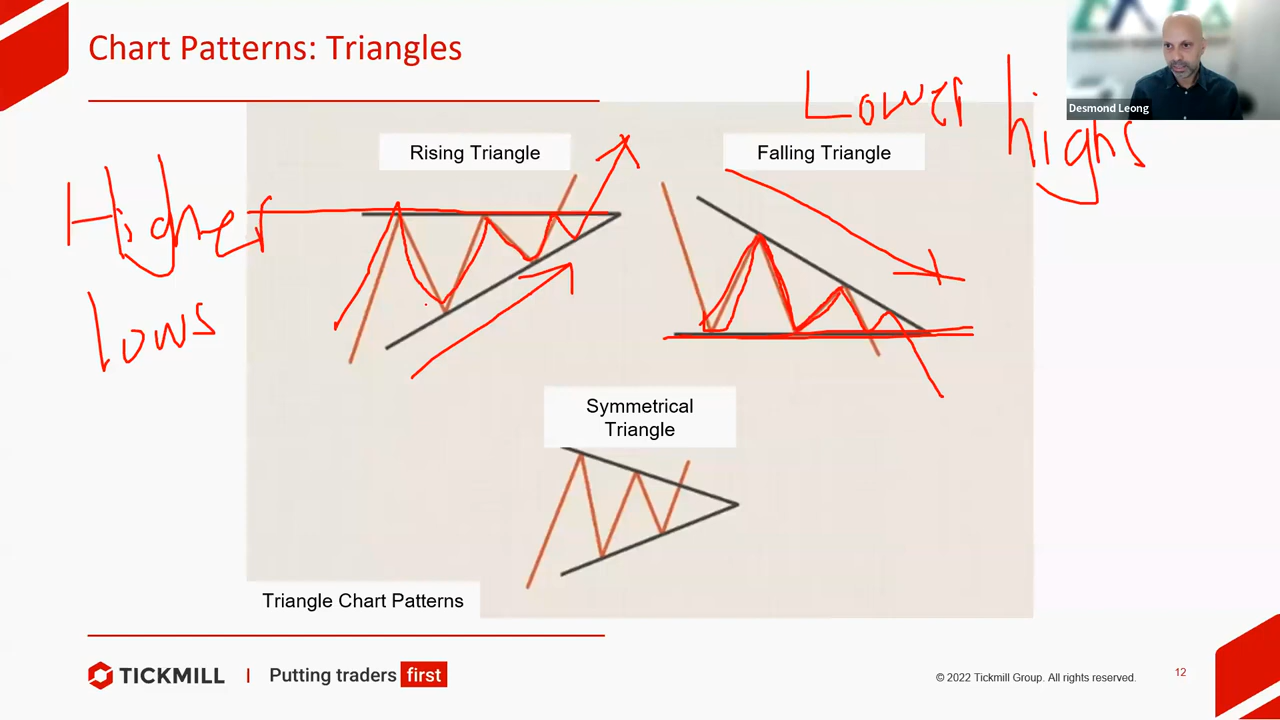 Chart Patterns: Triangles
Desmond Leong
Lower
highs
Rising Triangle
Falling Triangle
Higher
lows
Symmetrical
Triangle
Triangle Chart Patterns
TICKMILL | Putting traders first
© 2022 Tickmill Group. All rights reserved.
12